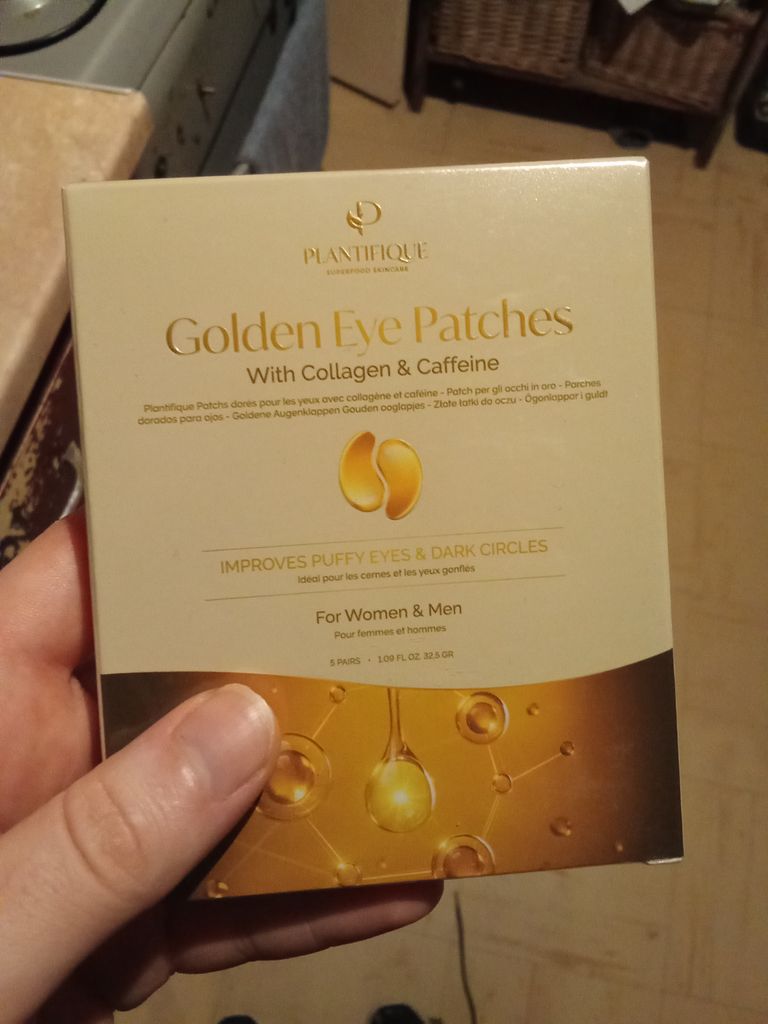 PLANTIFIQUE
SUPERFOOD SKINCARE
Golden Eye Patches
With Collagen & Caffeine
Plantifique Patchs dorés pour les yeux avec collagène et caféine - Patch per gli occhi in oro - Parches
dorados para ojos - Goldene Augenklappen Gouden ooglapjes - Złote łatki do oczu - Ögonlappar i guld!
IMPROVES PUFFY EYES & DARK CIRCLES
Idéal pour les cernes et les yeux gonflés
For Women & Men
Pour femmes et hommes
5 PAIRS • 1.09 FL OZ. 32.5 GR